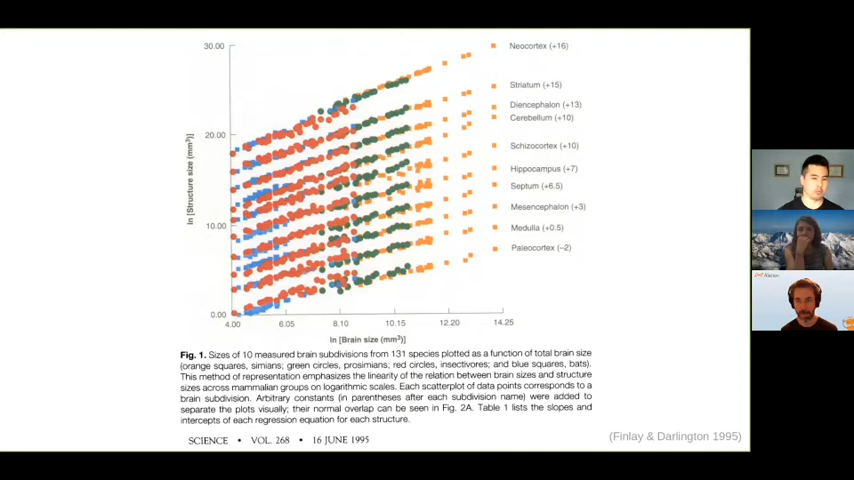 30.00
20.00
10.00
0.00
ln [Structure size (mm³)]
4.00 6.05 8.10 10.15 12.20 14.25
ln [Brain size (mm³)]
Neocortex (+16)
Striatum (+15)
Diencephalon (+13)
Cerebellum (+10)
Schizocortex (+10)
Hippocampus (+7)
Septum (+6.5)
Mesencephalon (+3)
Medulla (+0.5)
Paleocortex (–2)
Fig. 1. Sizes of 10 measured brain subdivisions from 131 species plotted as a function of total brain size
(orange squares, simians; green circles, prosimians; red circles, insectivores; and blue squares, bats).
This method of representation emphasizes the linearity of the relation between brain sizes and structure
sizes across mammalian groups on logarithmic scales. Each scatterplot of data points corresponds to a
brain subdivision. Arbitrary constants (in parentheses after each subdivision name) were added to
separate the plots visually; their normal overlap can be seen in Fig. 2A. Table 1 lists the slopes and
intercepts of each regression equation for each structure.
SCIENCE • VOL. 268 • 16 JUNE 1995
(Finlay & Darlington 1995)